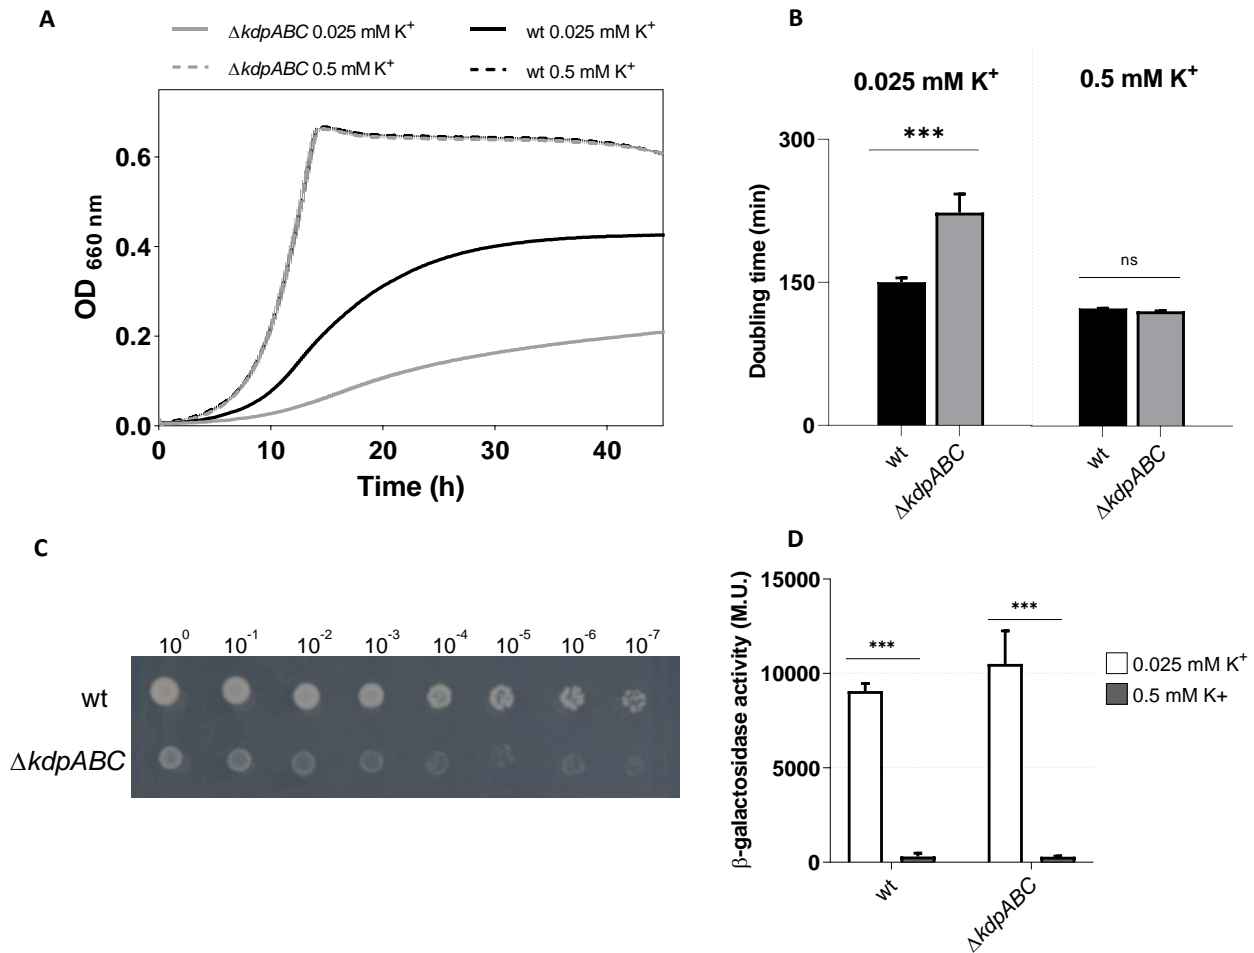 A
ΔkdpABC 0.025 mM K⁺
wt 0.025 mM K⁺
ΔkdpABC 0.5 mM K⁺
wt 0.5 mM K⁺
OD 660 nm
0.6
0.4
0.2
0.0
0 10 20 30 40
Time (h)
B
0.025 mM K⁺
0.5 mM K⁺
Doubling time (min)
300
150
0
***
ns
wt
ΔkdpABC
wt
ΔkdpABC
C
10⁰ 10⁻¹ 10⁻² 10⁻³ 10⁻⁴ 10⁻⁵ 10⁻⁶ 10⁻⁷
wt
ΔkdpABC
D
β-galactosidase activity (M.U.)
15000
10000
5000
0
***
***
0.025 mM K⁺
0.5 mM K+
wt
ΔkdpABC